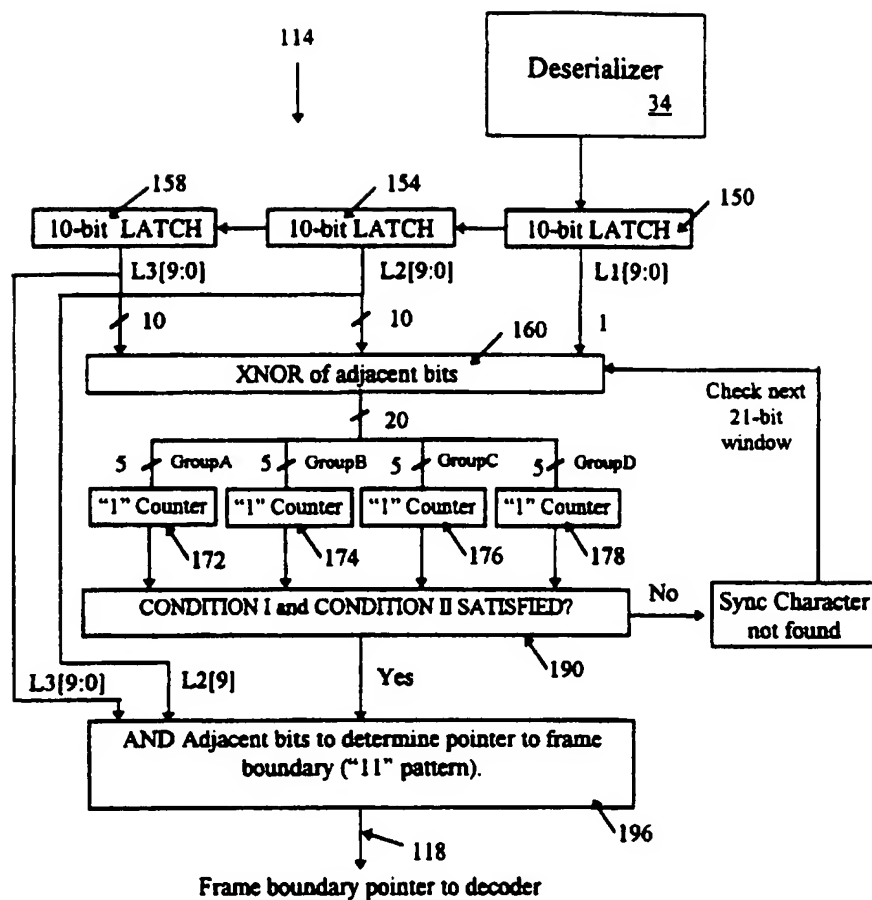 114
Deserializer
34
158
154
150
10-bit LATCH
10-bit LATCH
10-bit LATCH
L3[9:0]
L2[9:0]
L1[9:0]
10
10
1
160
XNOR of adjacent bits
Check next
21-bit
window
20
5
GroupA
5
GroupB
5
GroupC
5
GroupD
"1" Counter
"1" Counter
"1" Counter
"1" Counter
172
174
176
178
CONDITION I and CONDITION II SATISFIED?
No
Sync Character
not found
190
L3[9:0]
L2[9]
Yes
AND Adjacent bits to determine pointer to frame
boundary ("11" pattern).
196
118
Frame boundary pointer to decoder